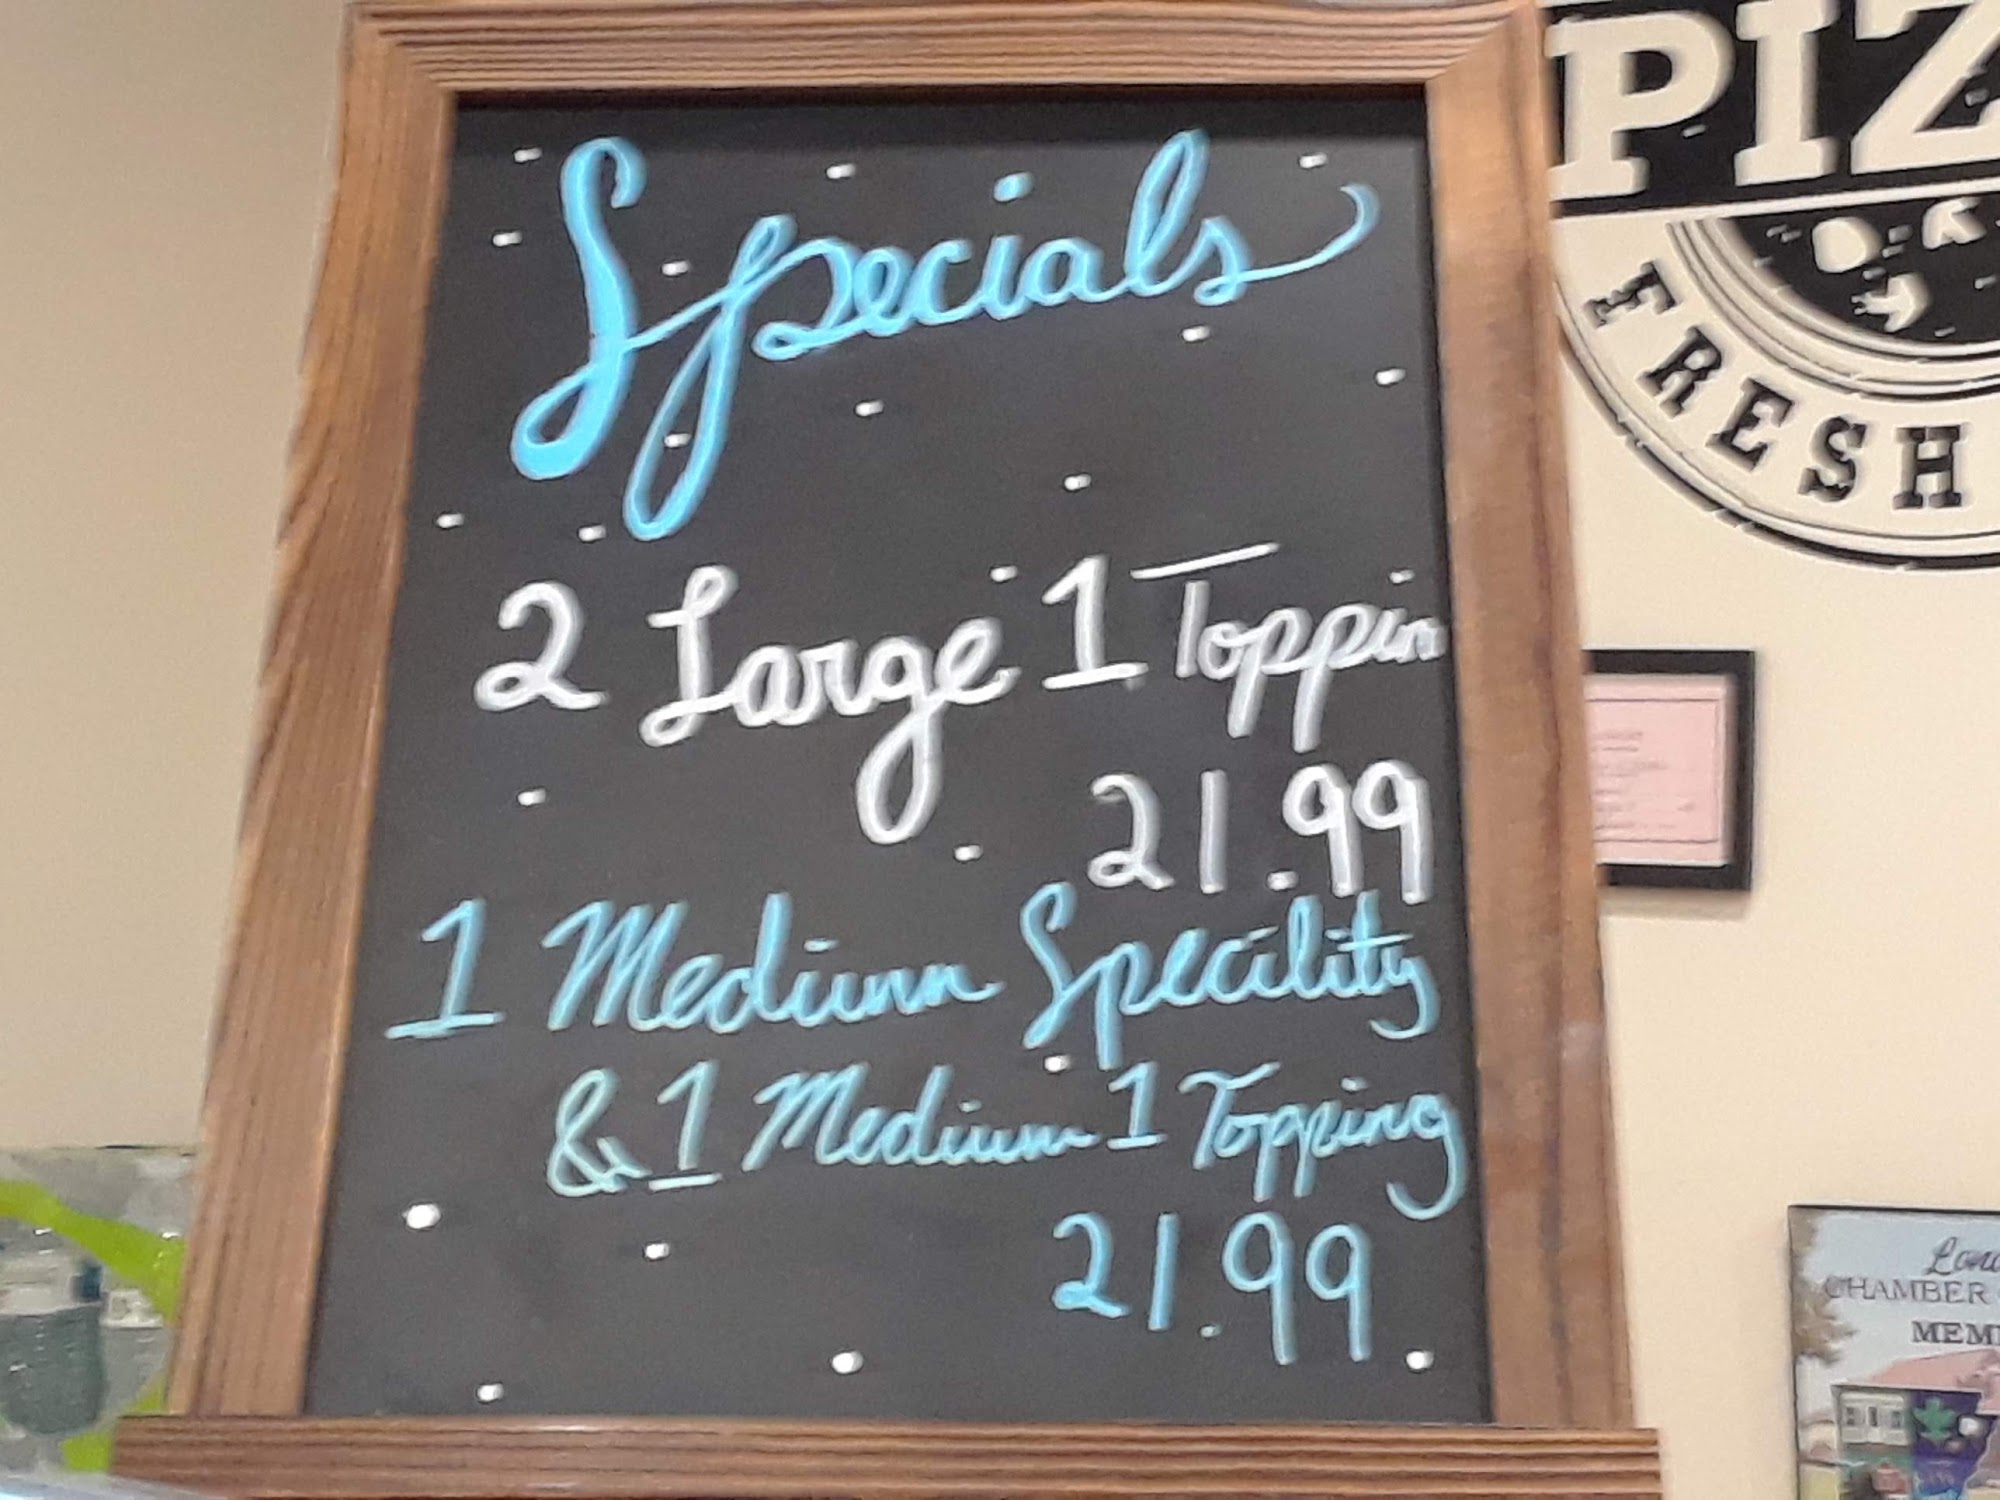 Specials
2 Large 1 Toppin
21.99
1 Medium Specility
& 1 Medium 1 Topping
21.99
PIZ
FRESH
CHAMBER